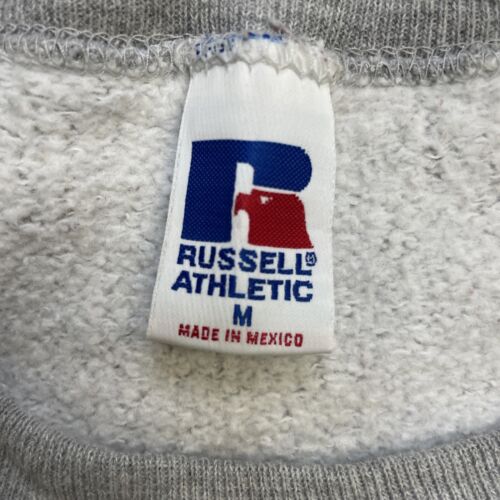 R
RUSSELL®
ATHLETIC
M
MADE IN MEXICO